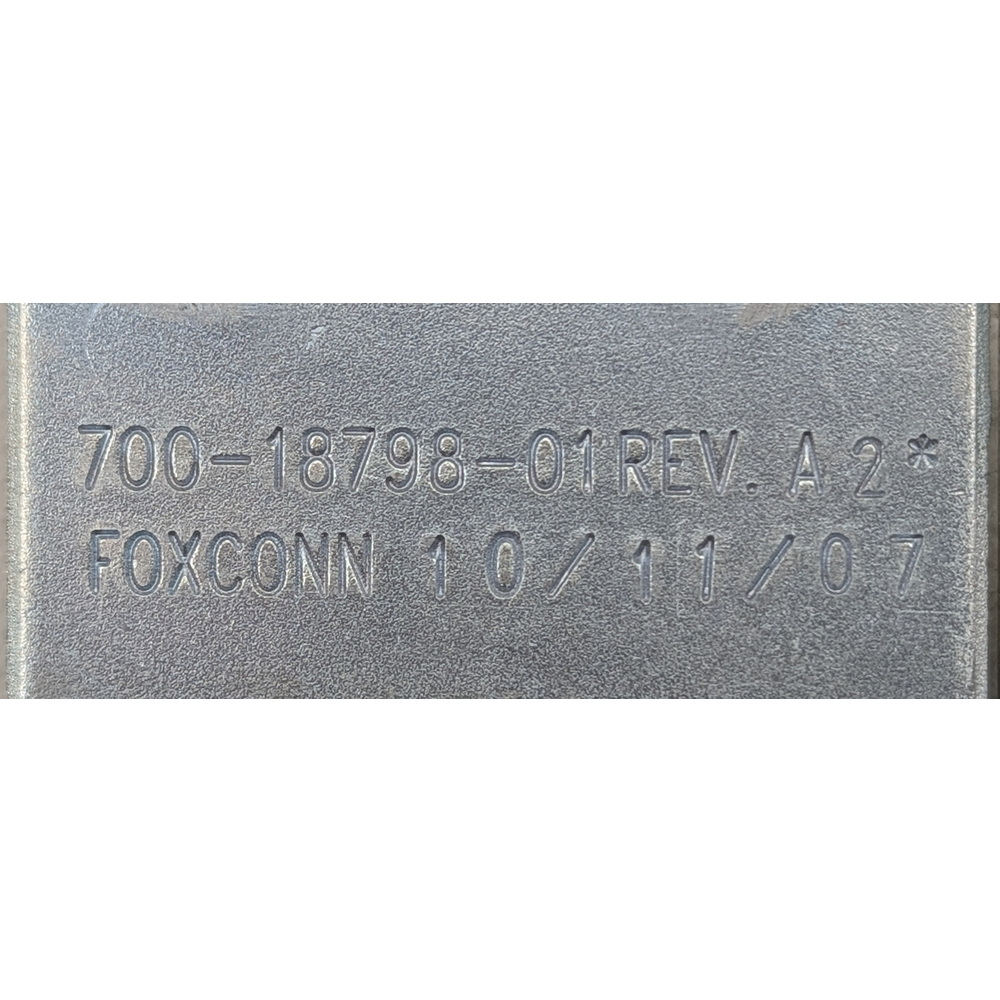 700-18798-01 REV. A2*
FOXCONN 10/11/07